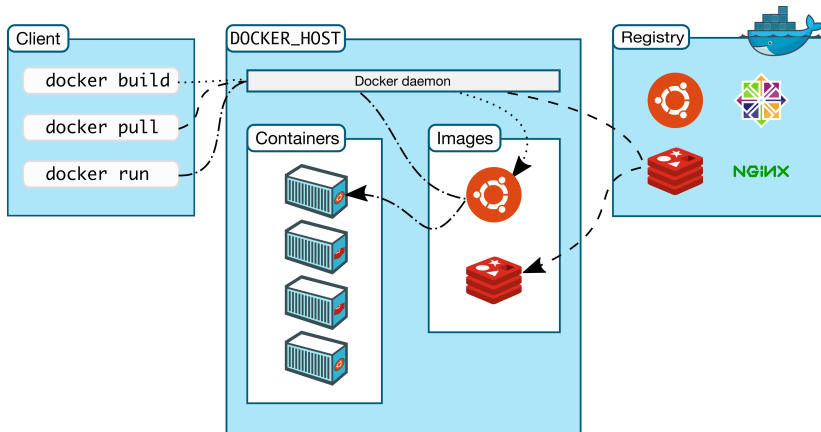 Client
docker build
docker pull
docker run
DOCKER_HOST
Docker daemon
Containers
Images
Registry
NGiNX